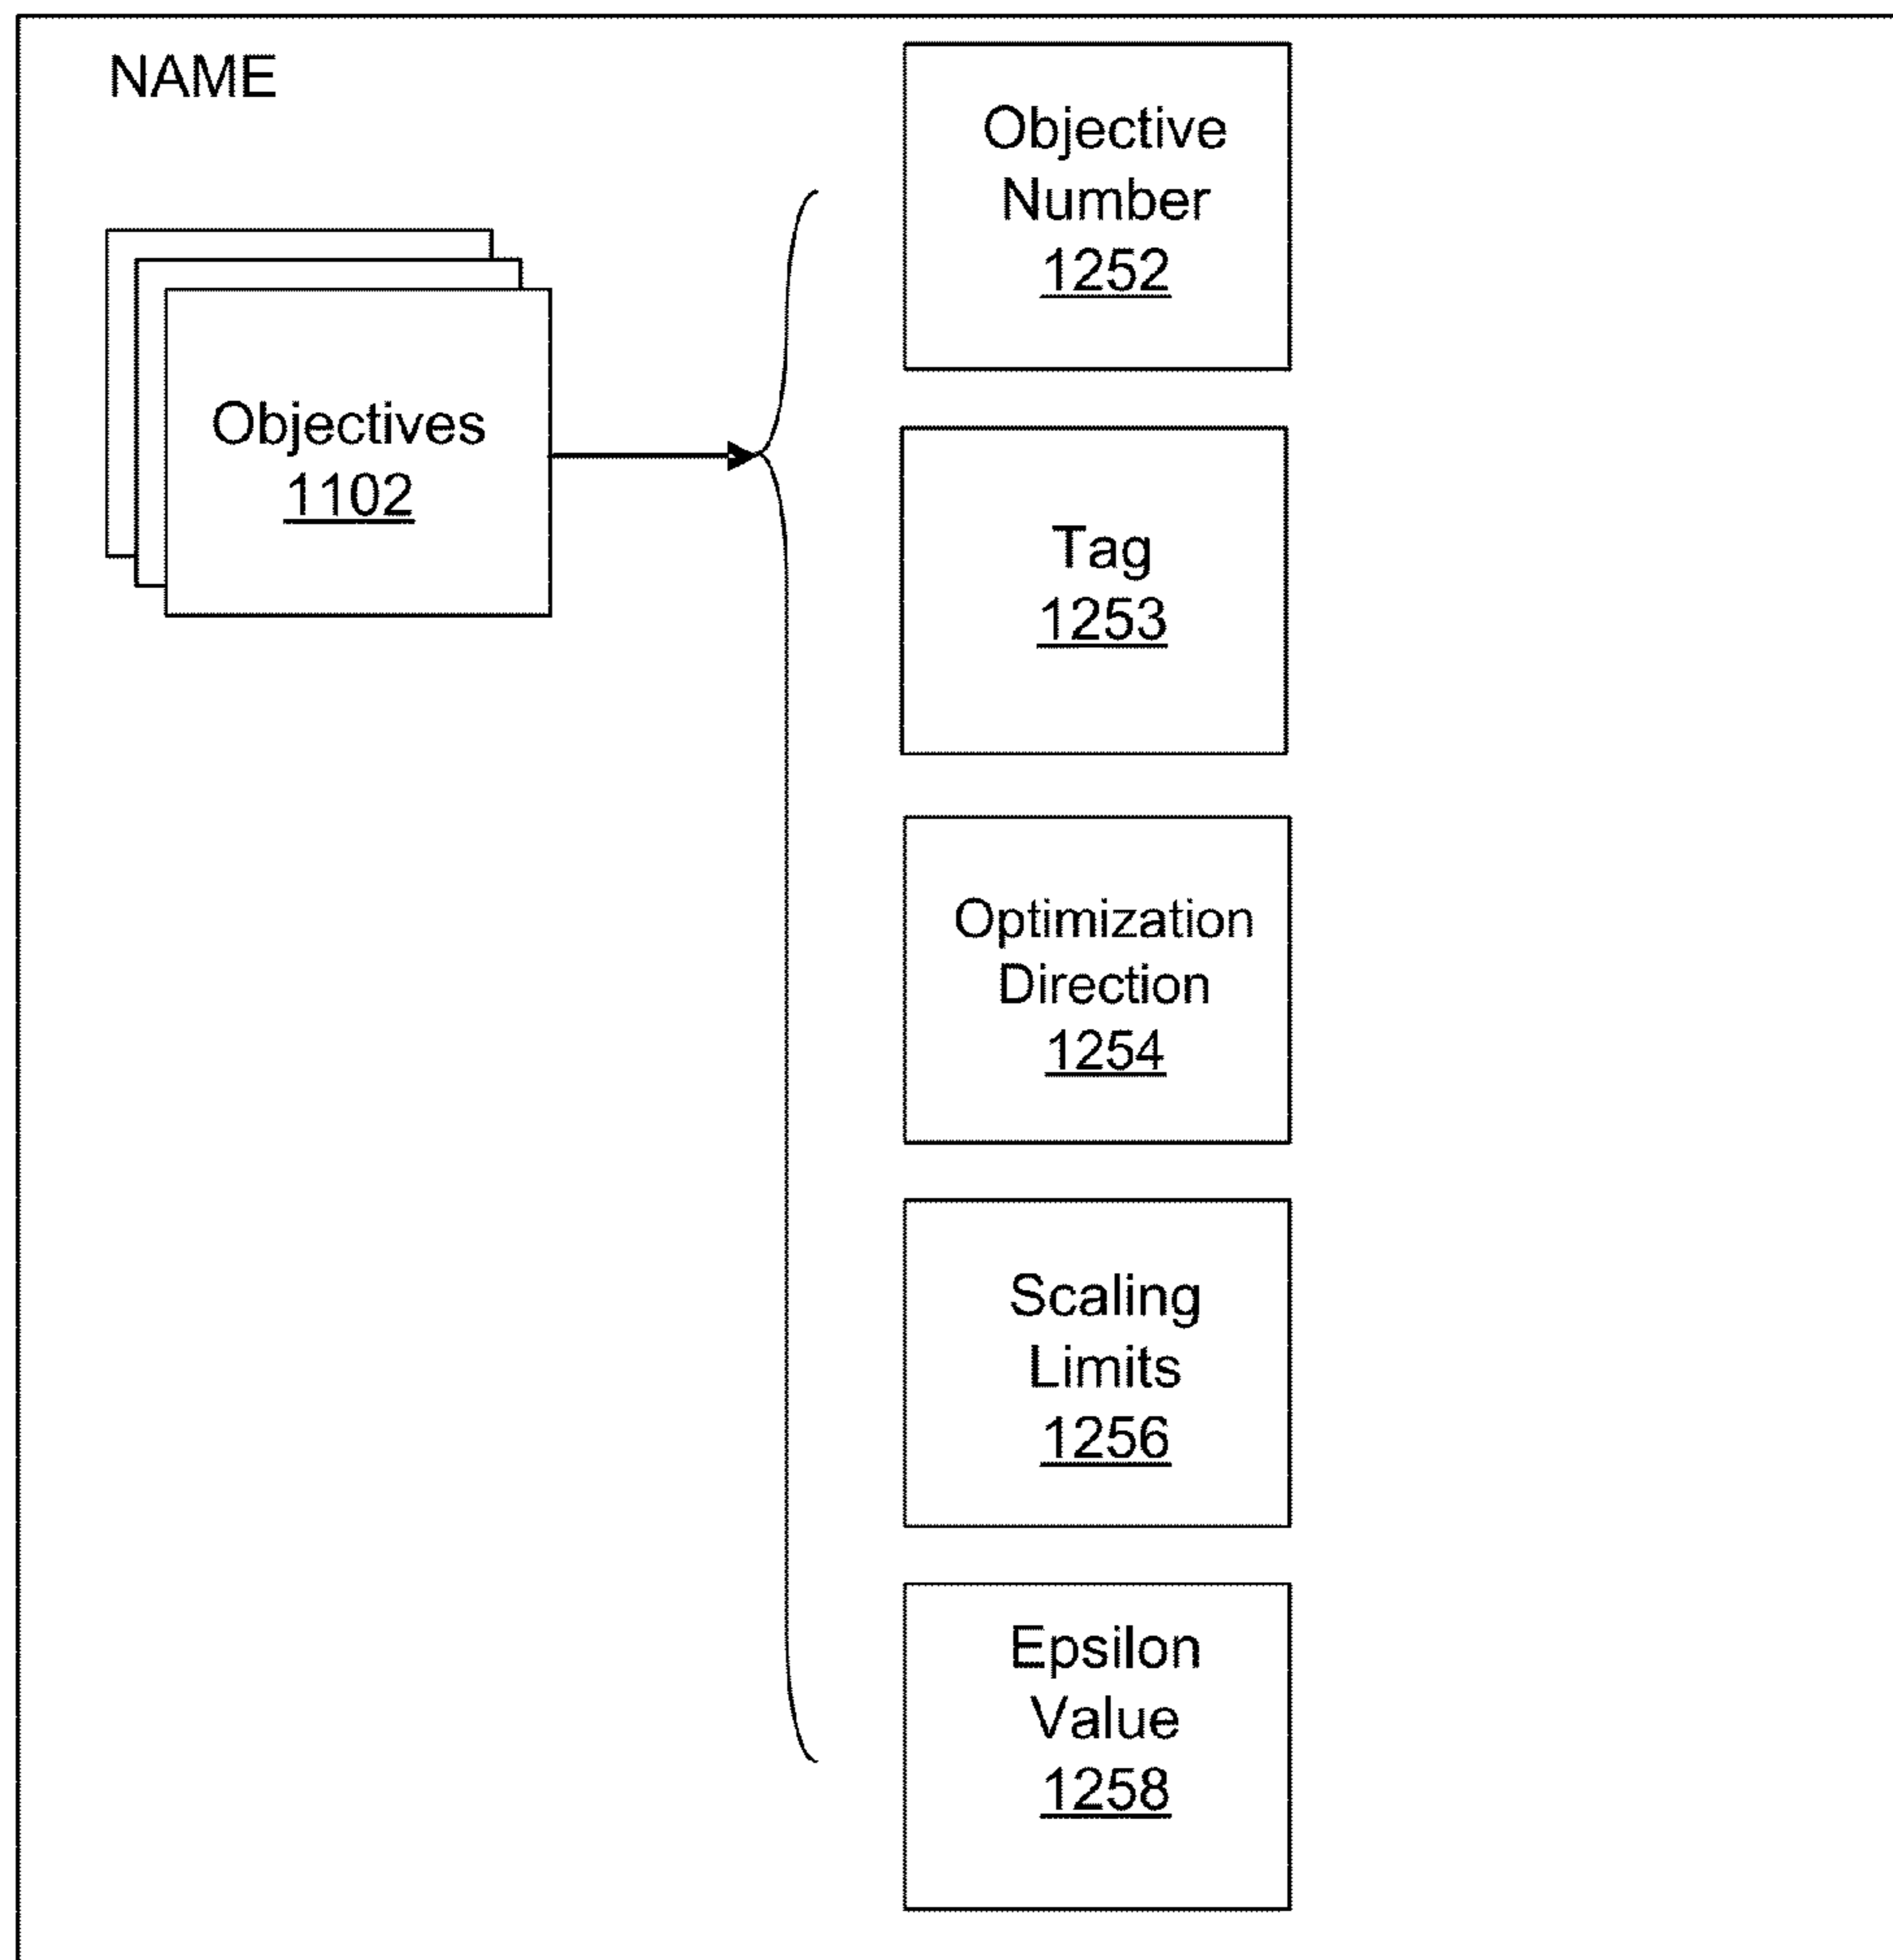 NAME
Objectives
1102
Objective
Number
1252
Tag
1253
Optimization
Direction
1254
Scaling
Limits
1256
Epsilon
Value
1258